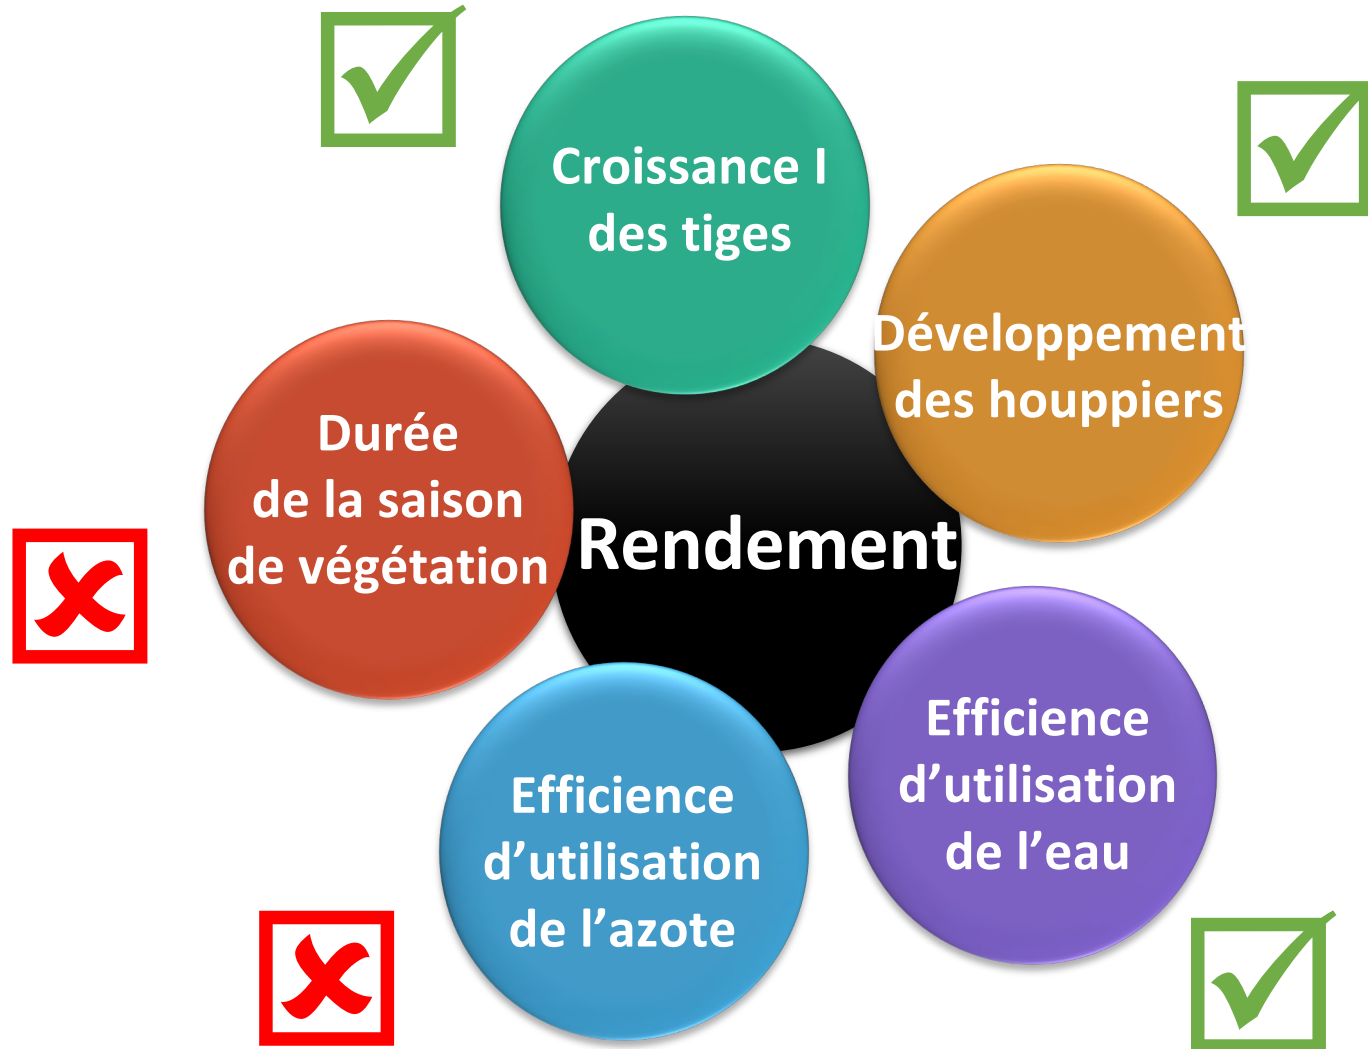 Croissance I
des tiges
Développement
des houppiers
Durée
de la saison
de végétation
Rendement
Efficience
d’utilisation
de l’eau
Efficience
d’utilisation
de l’azote